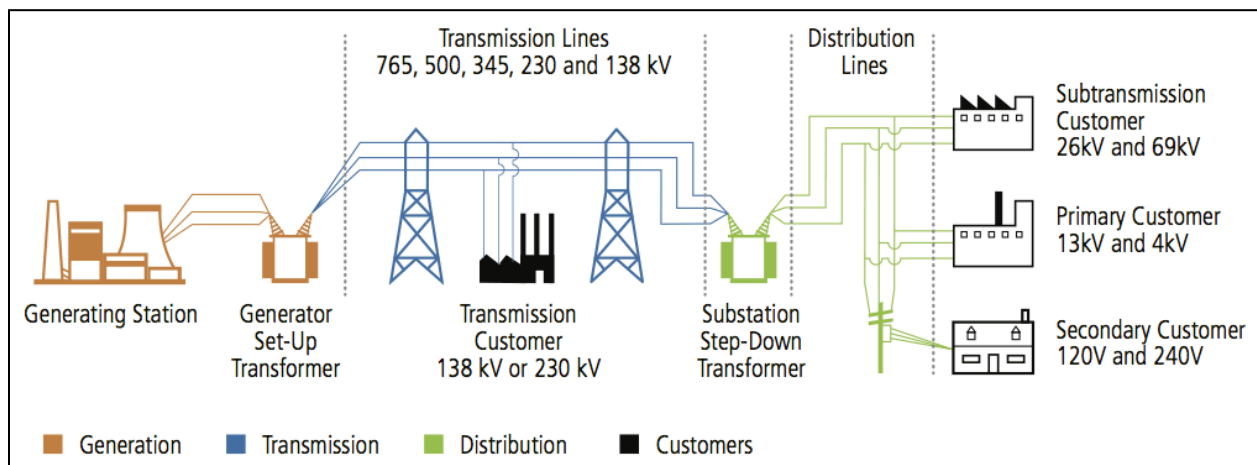 Transmission Lines
765, 500, 345, 230 and 138 kV
Distribution
Lines
Subtransmission
Customer
26kV and 69kV
Primary Customer
13kV and 4kV
Secondary Customer
120V and 240V
Generating Station
Generator
Set-Up
Transformer
Transmission
Customer
138 kV or 230 kV
Substation
Step-Down
Transformer
Generation
Transmission
Distribution
Customers